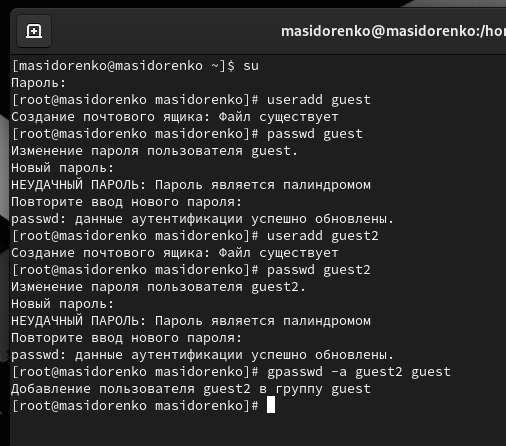 masidorenko@masidorenko:/ho
[masidorenko@masidorenko ~]$ su
Пароль:
[root@masidorenko masidorenko]# useradd guest
Создание почтового ящика: Файл существует
[root@masidorenko masidorenko]# passwd guest
Изменение пароля пользователя guest.
Новый пароль:
НЕУДАЧНЫЙ ПАРОЛЬ: Пароль является палиндромом
Повторите ввод нового пароля:
passwd: данные аутентификации успешно обновлены.
[root@masidorenko masidorenko]# useradd guest2
Создание почтового ящика: Файл существует
[root@masidorenko masidorenko]# passwd guest2
Изменение пароля пользователя guest2.
Новый пароль:
НЕУДАЧНЫЙ ПАРОЛЬ: Пароль является палиндромом
Повторите ввод нового пароля:
passwd: данные аутентификации успешно обновлены.
[root@masidorenko masidorenko]# gpasswd -a guest2 guest
Добавление пользователя guest2 в группу guest
[root@masidorenko masidorenko]#